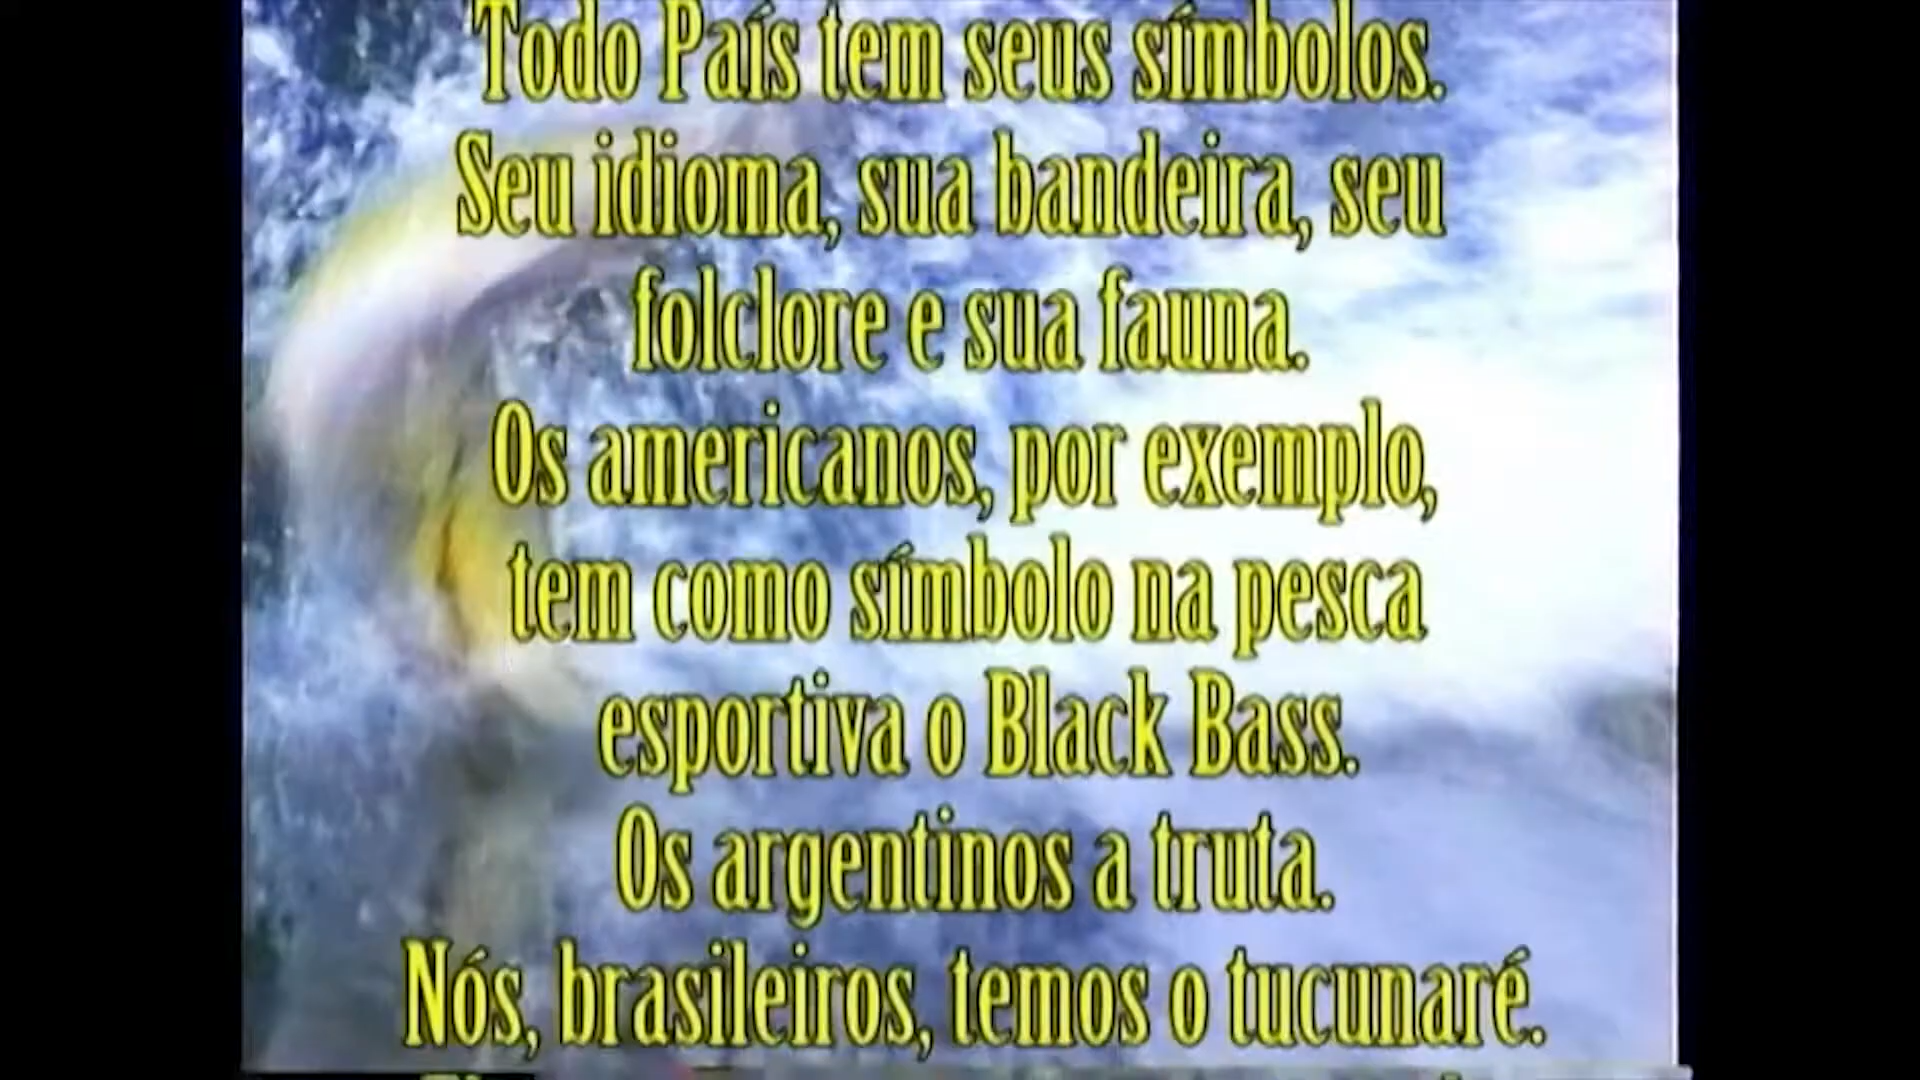 Todo País tem seus símbolos.
Seu idioma, sua bandeira, seu
folclore e sua fauna.
Os americanos, por exemplo,
tem como símbolo na pesca
esportiva o Black Bass.
Os argentinos a truta.
Nós, brasileiros, temos o tucunaré.